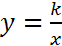 y = k/x